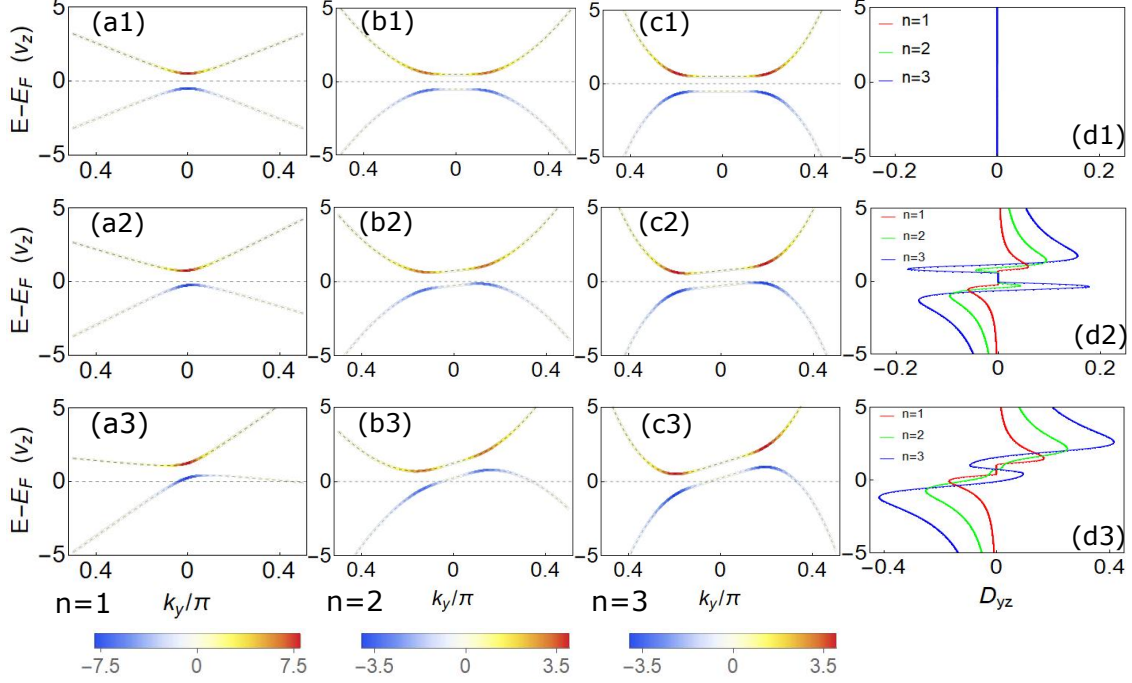 (a1)
(b1)
(c1)
(d1)
E−E_F (v_z)
5
0
−5
0.4
0
0.4
5
0
−5
0.4
0
0.4
5
0
−5
0.4
0
0.4
5
0
−5
−0.2
0
0.2
n=1
n=2
n=3
(a2)
(b2)
(c2)
(d2)
E−E_F (v_z)
5
0
−5
0.4
0
0.4
5
0
−5
0.4
0
0.4
5
0
−5
0.4
0
0.4
5
0
−5
−0.2
0
0.2
n=1
n=2
n=3
(a3)
(b3)
(c3)
(d3)
E−E_F (v_z)
5
0
−5
0.4
0
0.4
5
0
−5
0.4
0
0.4
5
0
−5
0.4
0
0.4
5
0
−5
−0.4
0
0.4
n=1
n=2
n=3
n=1 k_y/π
n=2 k_y/π
n=3 k_y/π
D_yz
−7.5 0 7.5
−3.5 0 3.5
−3.5 0 3.5